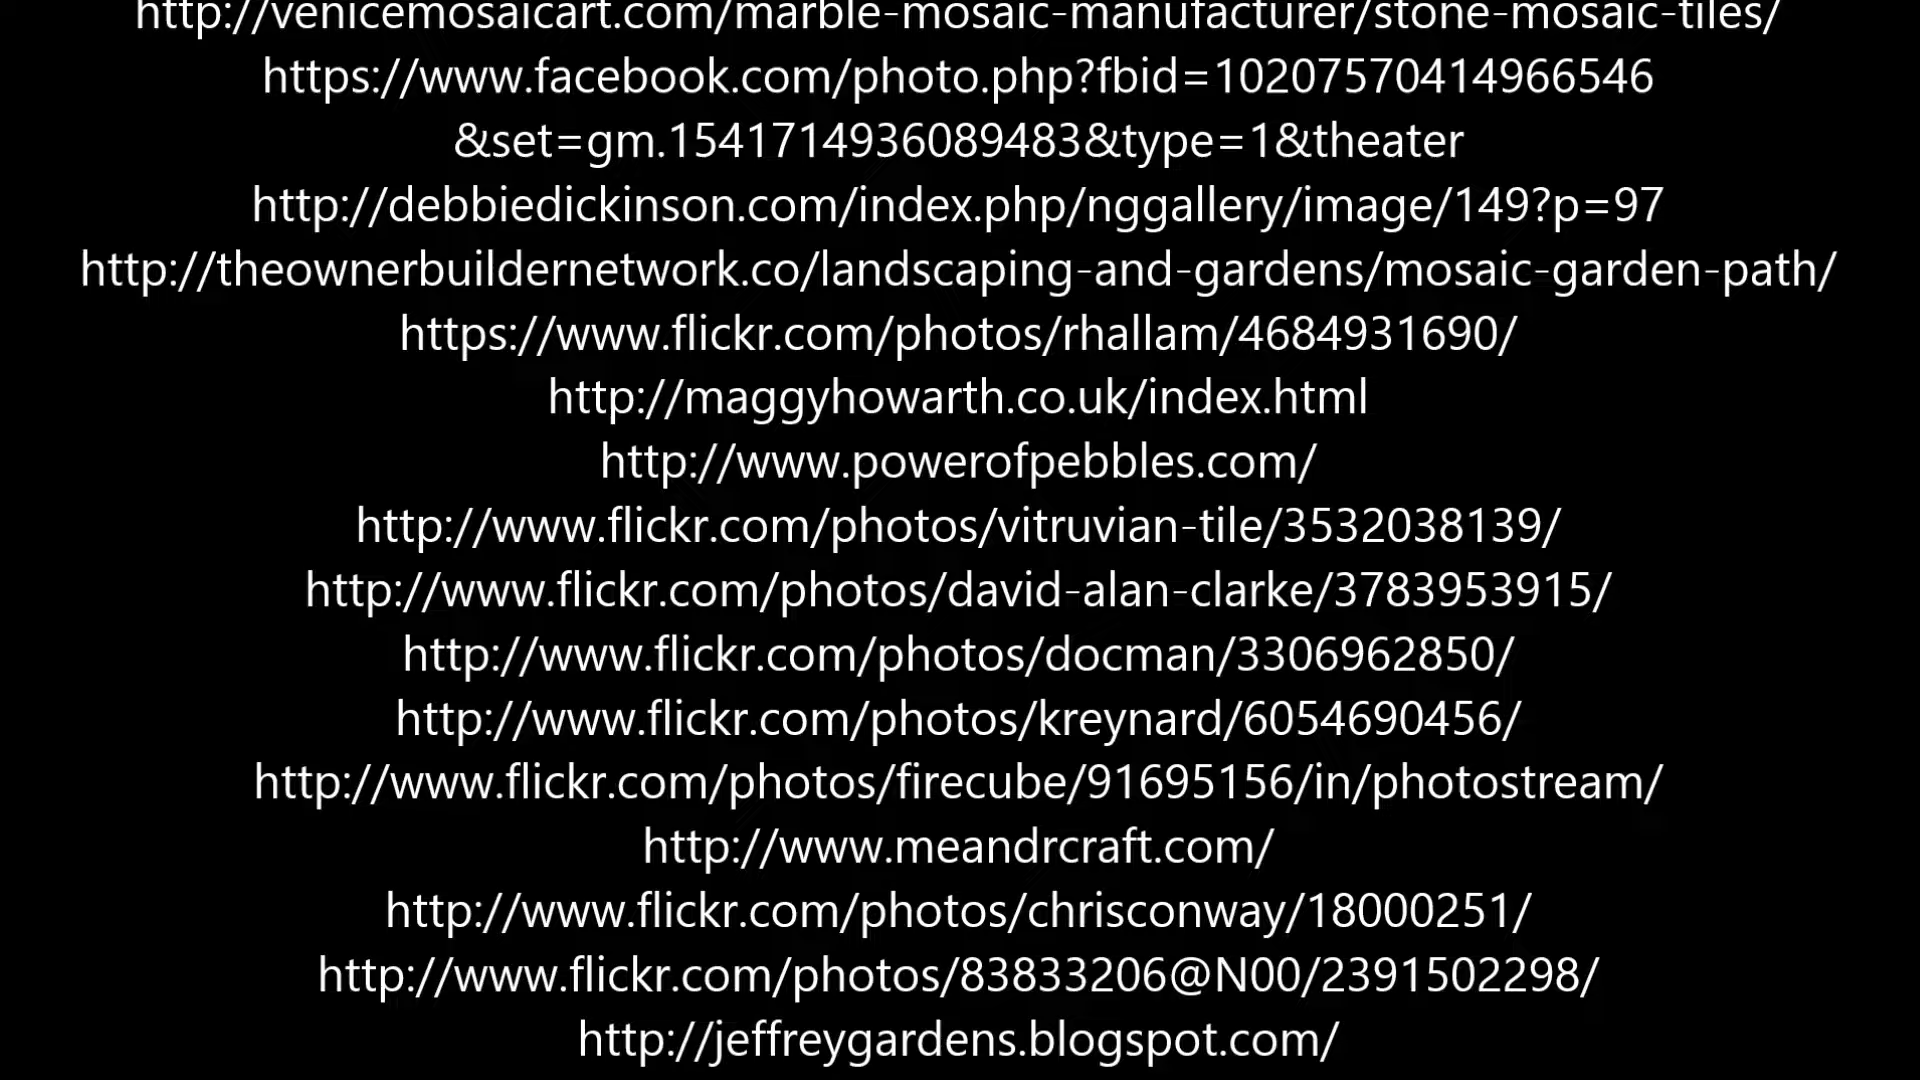 http://venicemosaicart.com/marble-mosaic-manufacturer/stone-mosaic-tiles/
https://www.facebook.com/photo.php?fbid=10207570414966546
&set=gm.1541714936089483&type=1&theater
http://debbiedickinson.com/index.php/nggallery/image/149?p=97
http://theownerbuildernetwork.co/landscaping-and-gardens/mosaic-garden-path/
https://www.flickr.com/photos/rhallam/4684931690/
http://maggyhowarth.co.uk/index.html
http://www.powerofpebbles.com/
http://www.flickr.com/photos/vitruvian-tile/3532038139/
http://www.flickr.com/photos/david-alan-clarke/3783953915/
http://www.flickr.com/photos/docman/3306962850/
http://www.flickr.com/photos/kreynard/6054690456/
http://www.flickr.com/photos/firecube/91695156/in/photostream/
http://www.meandrcraft.com/
http://www.flickr.com/photos/chrisconway/18000251/
http://www.flickr.com/photos/83833206@N00/2391502298/
http://jeffreygardens.blogspot.com/